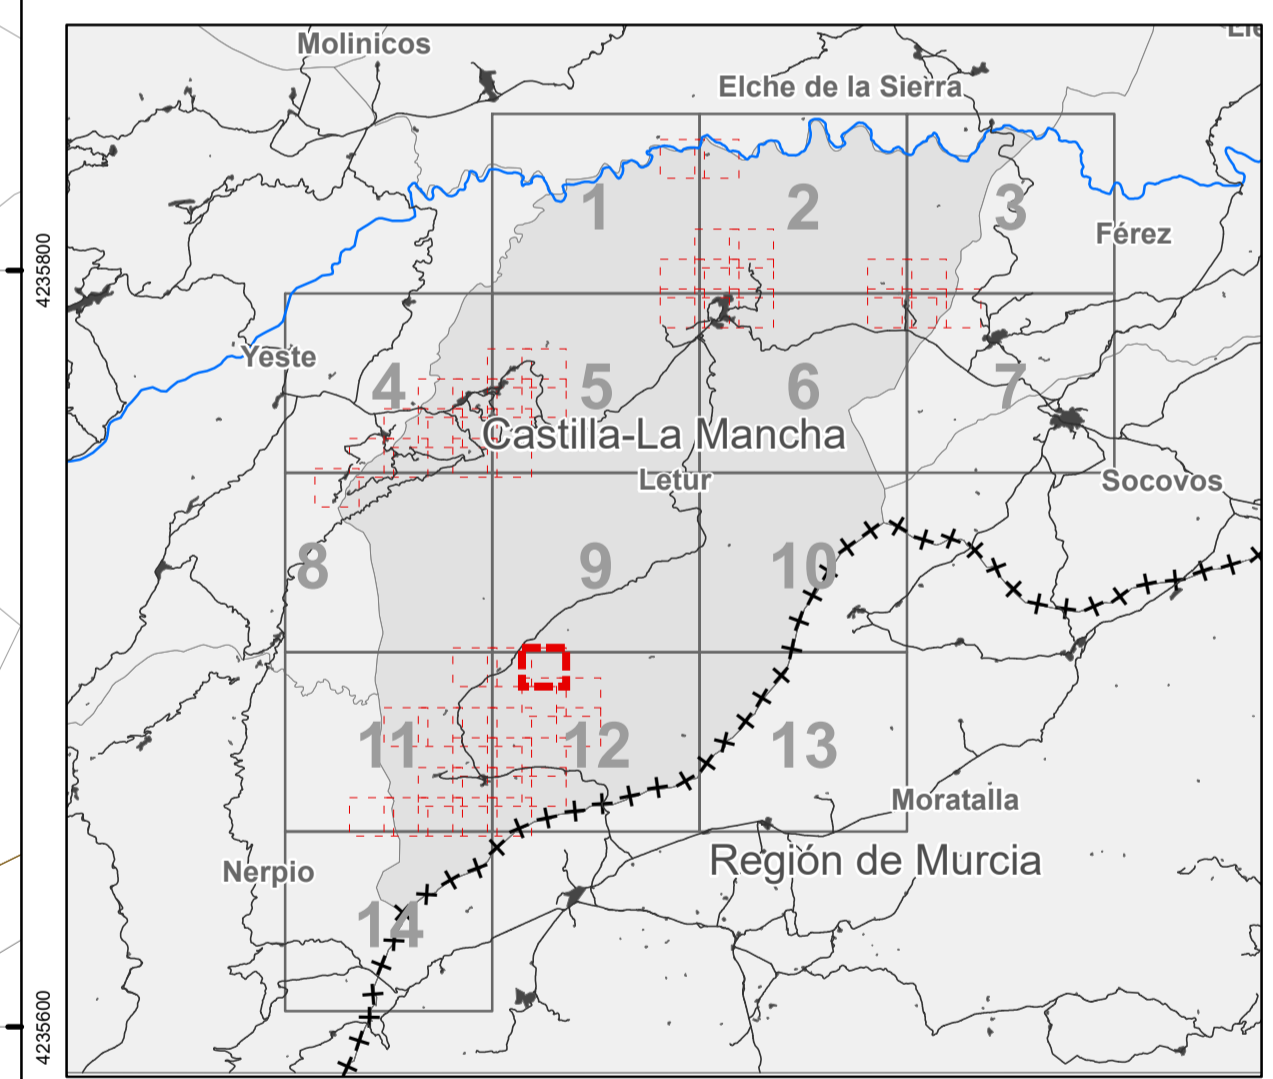 Molinicos
Elche de la Sierra
1
2
3
Férez
4235800
Yeste
4
5
6
7
Castilla-La Mancha
Letur
Socovos
8
9
10
11
12
13
Moratalla
Región de Murcia
Nerpio
14
4235600